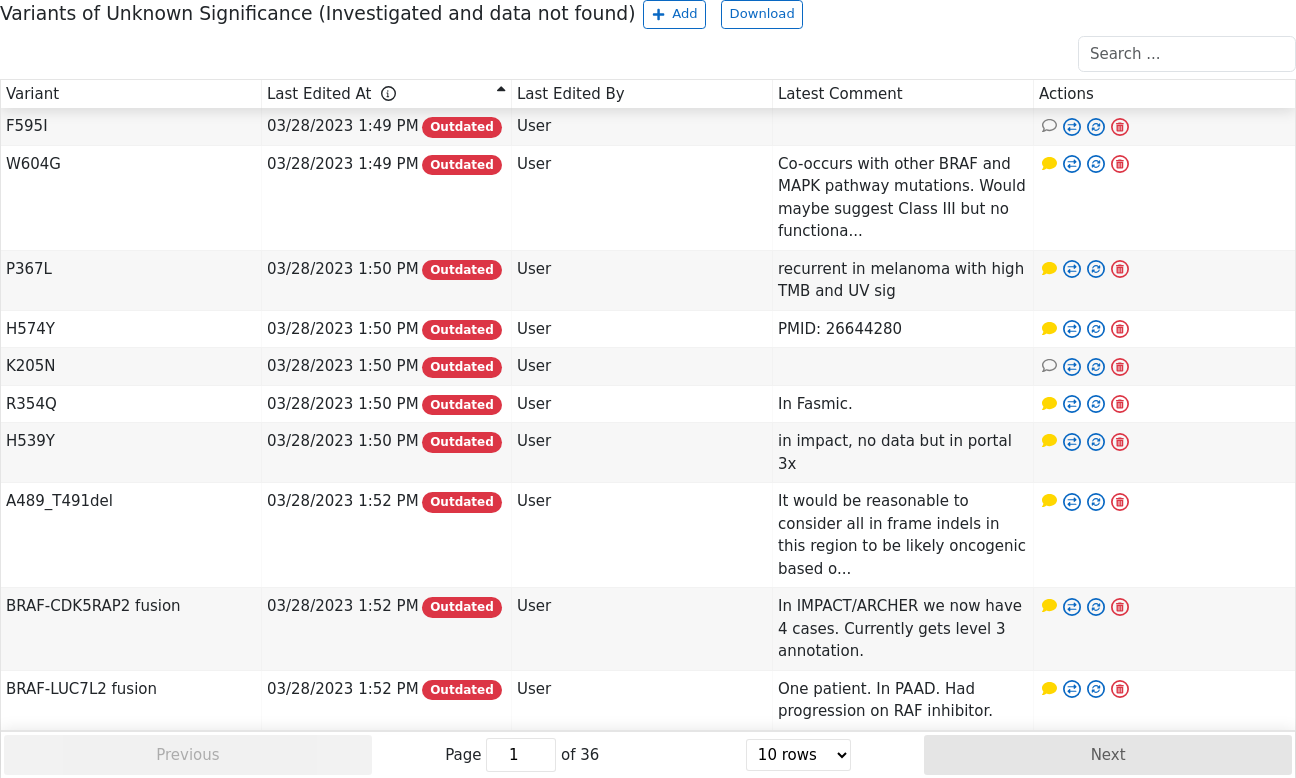 Variants of Unknown Significance (Investigated and data not found) + Add Download
Search ...
Variant Last Edited At Last Edited By Latest Comment Actions
F595I 03/28/2023 1:49 PM Outdated User
W604G 03/28/2023 1:49 PM Outdated User Co-occurs with other BRAF and
MAPK pathway mutations. Would
maybe suggest Class III but no
functiona...
P367L 03/28/2023 1:50 PM Outdated User recurrent in melanoma with high
TMB and UV sig
H574Y 03/28/2023 1:50 PM Outdated User PMID: 26644280
K205N 03/28/2023 1:50 PM Outdated User
R354Q 03/28/2023 1:50 PM Outdated User In Fasmic.
H539Y 03/28/2023 1:50 PM Outdated User in impact, no data but in portal
3x
A489_T491del 03/28/2023 1:52 PM Outdated User It would be reasonable to
consider all in frame indels in
this region to be likely oncogenic
based o...
BRAF-CDK5RAP2 fusion 03/28/2023 1:52 PM Outdated User In IMPACT/ARCHER we now have
4 cases. Currently gets level 3
annotation.
BRAF-LUC7L2 fusion 03/28/2023 1:52 PM Outdated User One patient. In PAAD. Had
progression on RAF inhibitor.
Previous Page 1 of 36 10 rows Next